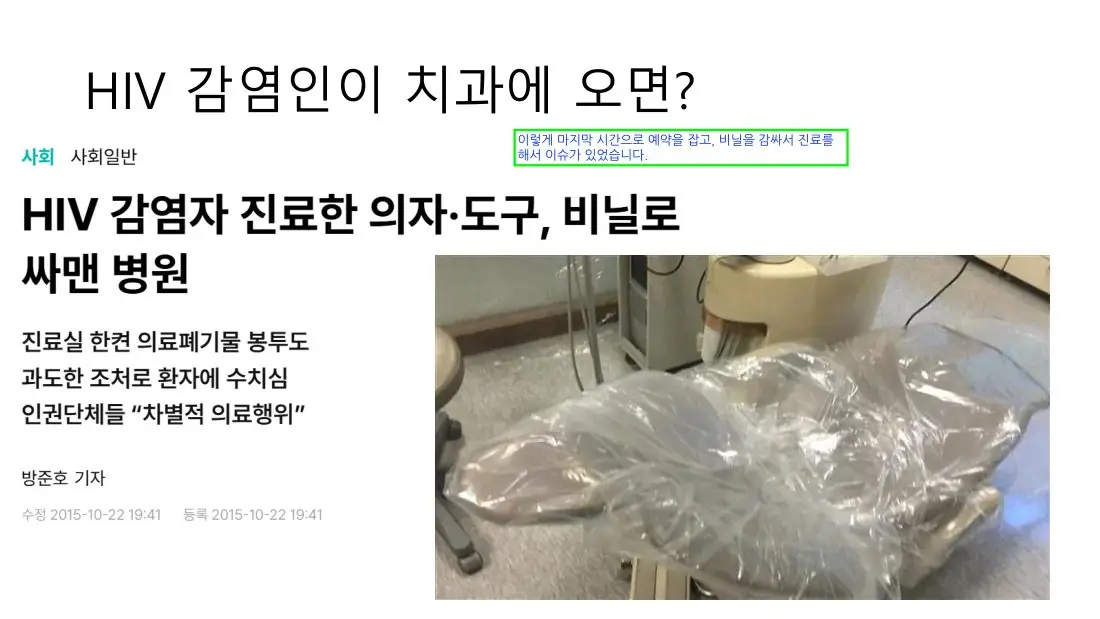 HIV 감염인이 치과에 오면?
이렇게 마지막 시간으로 예약을 잡고, 비닐을 감싸서 진료를
해서 이슈가 있었습니다.
사회 사회일반
HIV 감염자 진료한 의자·도구, 비닐로
싸맨 병원
진료실 한켠 의료폐기물 봉투도
과도한 조처로 환자에 수치심
인권단체들 “차별적 의료행위”
방준호 기자
수정 2015-10-22 19:41 등록 2015-10-22 19:41